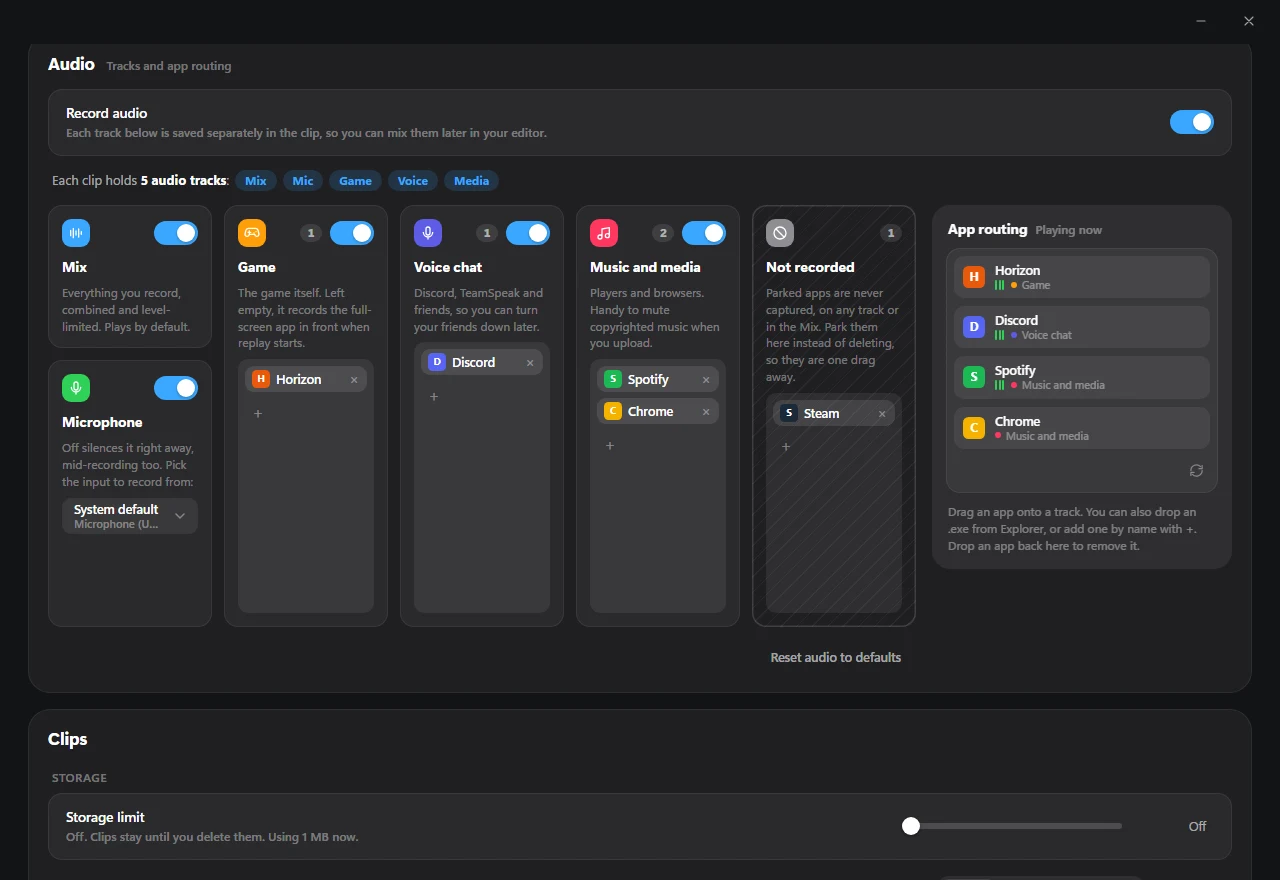 Audio Tracks and app routing
Record audio
Each track below is saved separately in the clip, so you can mix them later in your editor.
Each clip holds 5 audio tracks: Mix Mic Game Voice Media
Mix
Everything you record,
combined and level-
limited. Plays by default.
Microphone
Off silences it right away,
mid-recording too. Pick
the input to record from:
System default
Microphone (U...
1
Game
The game itself. Left
empty, it records the full-
screen app in front when
replay starts.
H Horizon ×
+
1
Voice chat
Discord, TeamSpeak and
friends, so you can turn
your friends down later.
D Discord ×
+
2
Music and media
Players and browsers.
Handy to mute
copyrighted music when
you upload.
S Spotify ×
C Chrome ×
+
1
Not recorded
Parked apps are never
captured, on any track or
in the Mix. Park them
here instead of deleting,
so they are one drag
away.
S Steam ×
+
App routing Playing now
H Horizon
Game
D Discord
Voice chat
S Spotify
Music and media
C Chrome
Music and media
Drag an app onto a track. You can also drop an
.exe from Explorer, or add one by name with +.
Drop an app back here to remove it.
Reset audio to defaults
Clips
STORAGE
Storage limit
Off. Clips stay until you delete them. Using 1 MB now.
Off